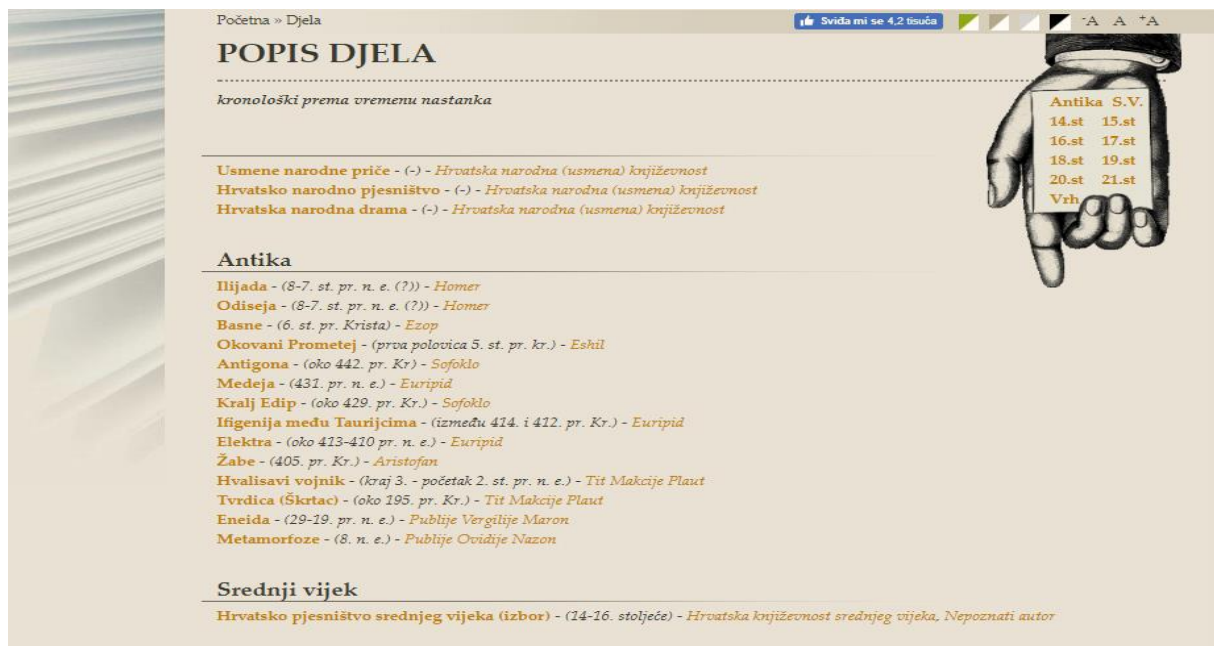 Početna » Djela
Sviđa mi se 4,2 tisuća
-A A +A
POPIS DJELA
kronološki prema vremenu nastanka
Antika S.V.
14.st 15.st
16.st 17.st
18.st 19.st
20.st 21.st
Vrh
Usmene narodne priče - (-) - Hrvatska narodna (usmena) književnost
Hrvatsko narodno pjesništvo - (-) - Hrvatska narodna (usmena) književnost
Hrvatska narodna drama - (-) - Hrvatska narodna (usmena) književnost
Antika
Ilijada - (8-7. st. pr. n. e. (?)) - Homer
Odiseja - (8-7. st. pr. n. e. (?)) - Homer
Basne - (6. st. pr. Krista) - Ezop
Okovani Prometej - (prva polovica 5. st. pr. kr.) - Eshil
Antigona - (oko 442. pr. Kr) - Sofoklo
Medeja - (431. pr. n. e.) - Euripid
Kralj Edip - (oko 429. pr. Kr.) - Sofoklo
Ifigenija među Taurijcima - (između 414. i 412. pr. Kr.) - Euripid
Elektra - (oko 413-410 pr. n. e.) - Euripid
Žabe - (405. pr. Kr.) - Aristofan
Hvalisavi vojnik - (kraj 3. - početak 2. st. pr. n. e.) - Tit Makcije Plaut
Tvrdica (Škrtac) - (oko 195. pr. Kr.) - Tit Makcije Plaut
Eneida - (29-19. pr. n. e.) - Publije Vergilije Maron
Metamorfoze - (8. n. e.) - Publije Ovidije Nazon
Srednji vijek
Hrvatsko pjesništvo srednjeg vijeka (izbor) - (14-16. stoljeće) - Hrvatska književnost srednjeg vijeka, Nepoznati autor